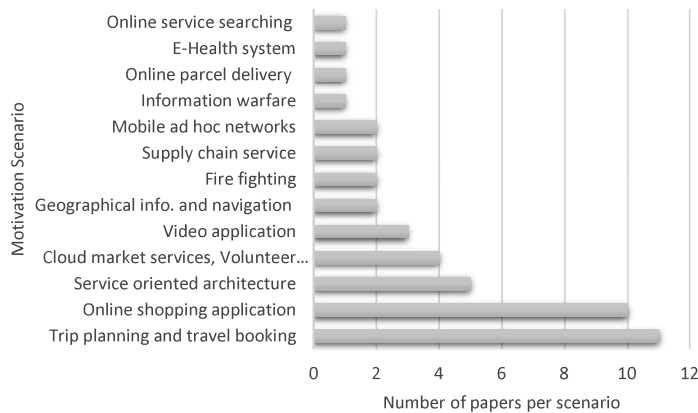 Online service searching
E-Health system
Online parcel delivery
Information warfare
Mobile ad hoc networks
Supply chain service
Fire fighting
Geographical info. and navigation
Video application
Cloud market services, Volunteer...
Service oriented architecture
Online shopping application
Trip planning and travel booking
Motivation Scenario
0 2 4 6 8 10 12
Number of papers per scenario